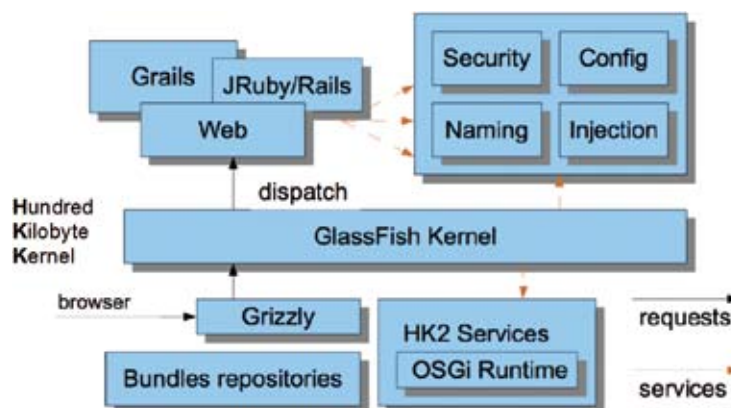 Grails
JRuby/Rails
Web
Security
Config
Naming
Injection
dispatch
Hundred
Kilobyte
Kernel
GlassFish Kernel
browser
Grizzly
HK2 Services
OSGi Runtime
Bundles repositories
requests
services